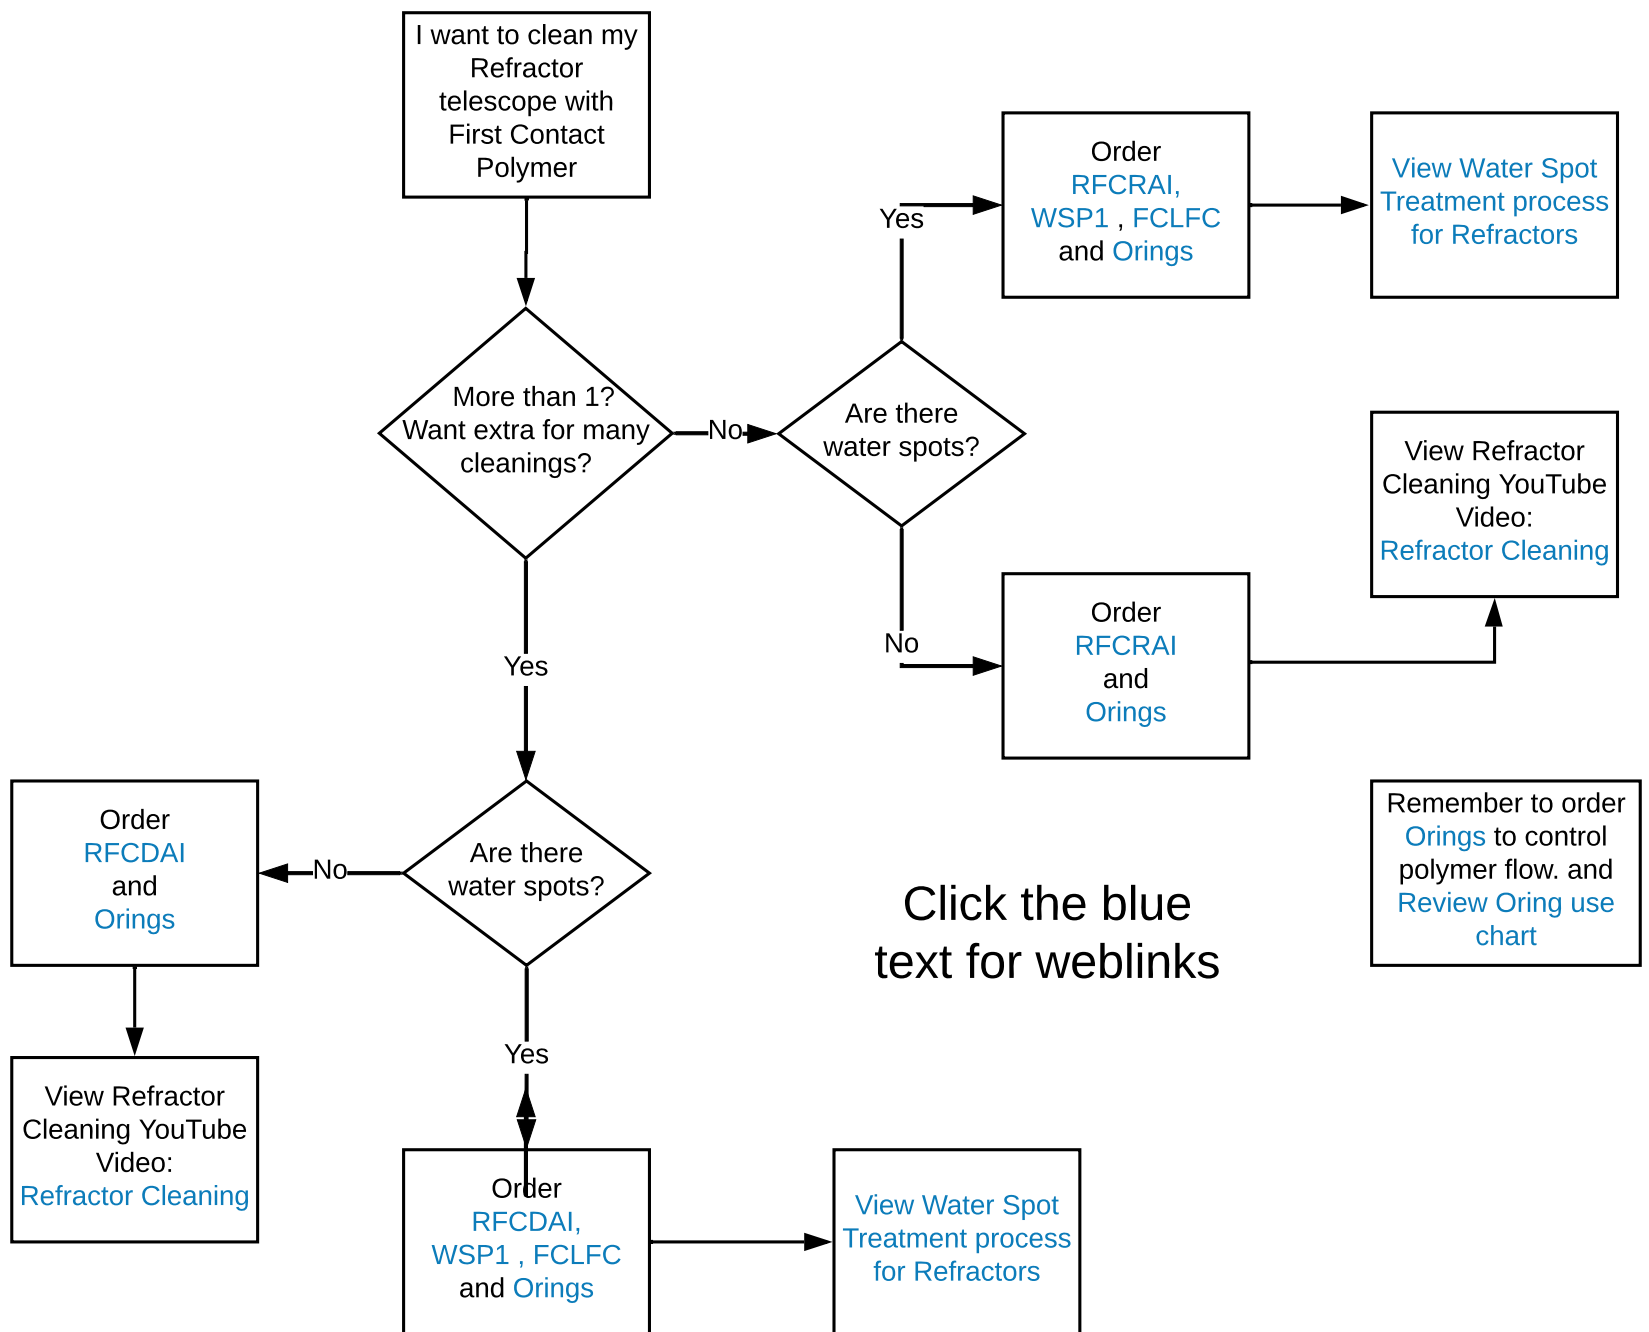 I want to clean my
Refractor
telescope with
First Contact
Polymer
More than 1?
Want extra for many
cleanings?
No
Are there
water spots?
Yes
Order
RFCRAI,
WSP1 , FCLFC
and Orings
View Water Spot
Treatment process
for Refractors
No
Order
RFCRAI
and
Orings
View Refractor
Cleaning YouTube
Video:
Refractor Cleaning
Yes
Are there
water spots?
No
Order
RFCDAI
and
Orings
View Refractor
Cleaning YouTube
Video:
Refractor Cleaning
Yes
Order
RFCDAI,
WSP1 , FCLFC
and Orings
View Water Spot
Treatment process
for Refractors
Click the blue
text for weblinks
Remember to order
Orings to control
polymer flow. and
Review Oring use
chart